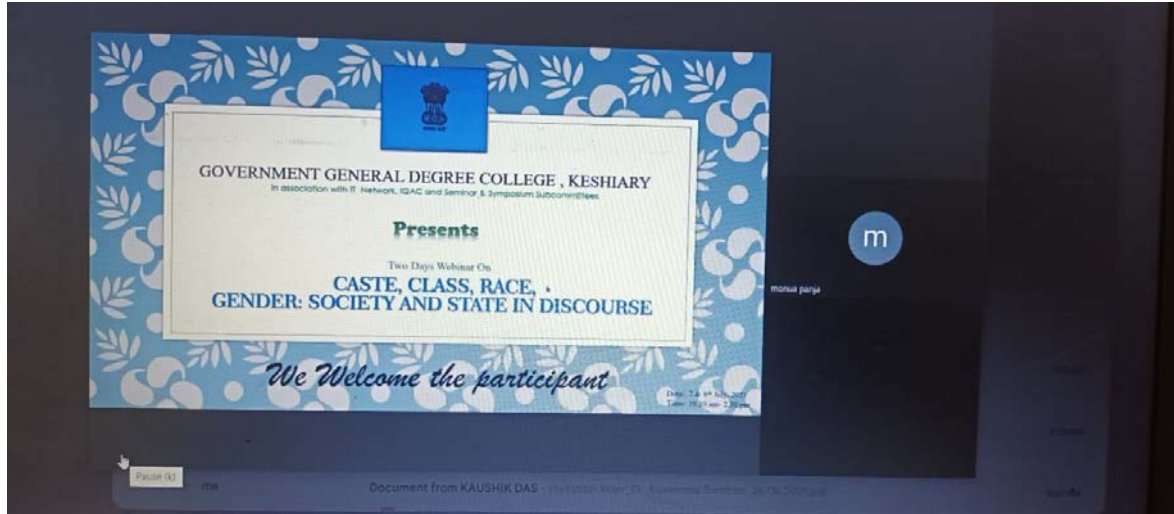 GOVERNMENT GENERAL DEGREE COLLEGE , KESHIARY
In association with IT Network, IQAC and Seminar & Symposium Subcommittees
Presents
Two Days Webinar On
CASTE, CLASS, RACE,
GENDER: SOCIETY AND STATE IN DISCOURSE
We Welcome the participant
m
monua panja
Pause (k)
ma
Document from KAUSHIK DAS